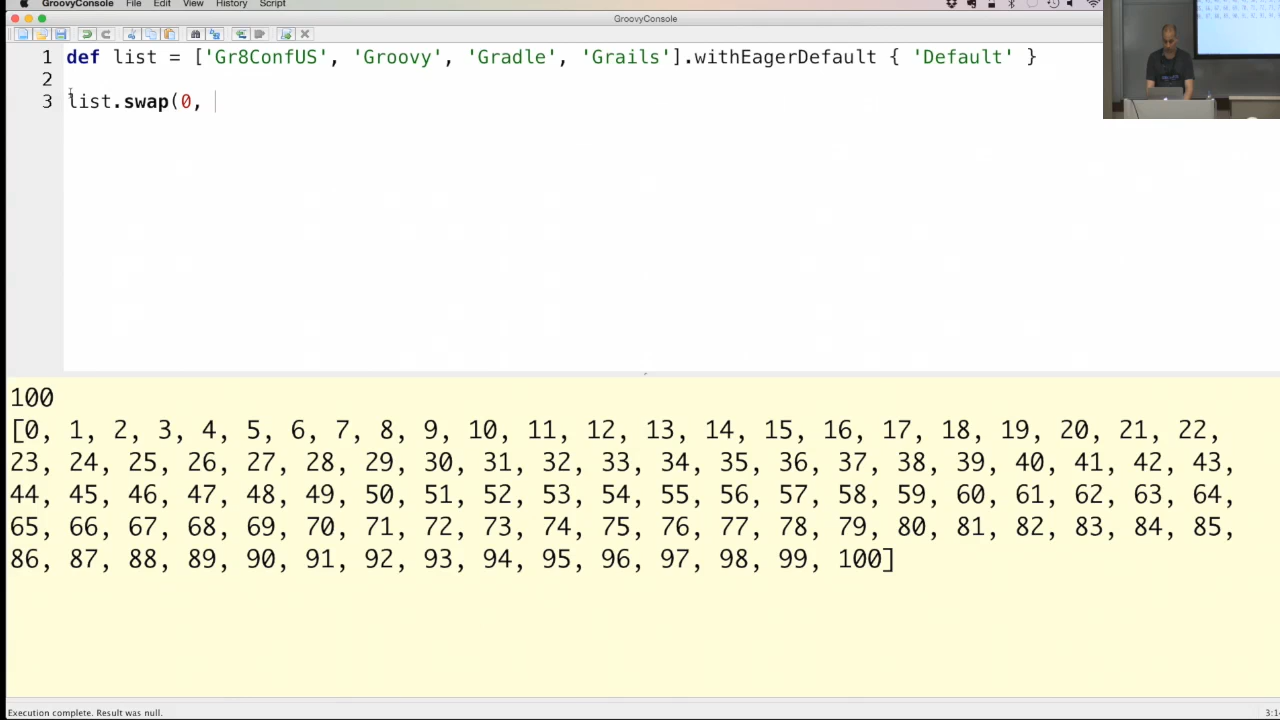 GroovyConsole File Edit View History Script
GroovyConsole
1 def list = ['Gr8ConfUS', 'Groovy', 'Gradle', 'Grails'].withEagerDefault { 'Default' }
2
3 list.swap(0,
100
[0, 1, 2, 3, 4, 5, 6, 7, 8, 9, 10, 11, 12, 13, 14, 15, 16, 17, 18, 19, 20, 21, 22,
23, 24, 25, 26, 27, 28, 29, 30, 31, 32, 33, 34, 35, 36, 37, 38, 39, 40, 41, 42, 43,
44, 45, 46, 47, 48, 49, 50, 51, 52, 53, 54, 55, 56, 57, 58, 59, 60, 61, 62, 63, 64,
65, 66, 67, 68, 69, 70, 71, 72, 73, 74, 75, 76, 77, 78, 79, 80, 81, 82, 83, 84, 85,
86, 87, 88, 89, 90, 91, 92, 93, 94, 95, 96, 97, 98, 99, 100]
Execution complete. Result was null.